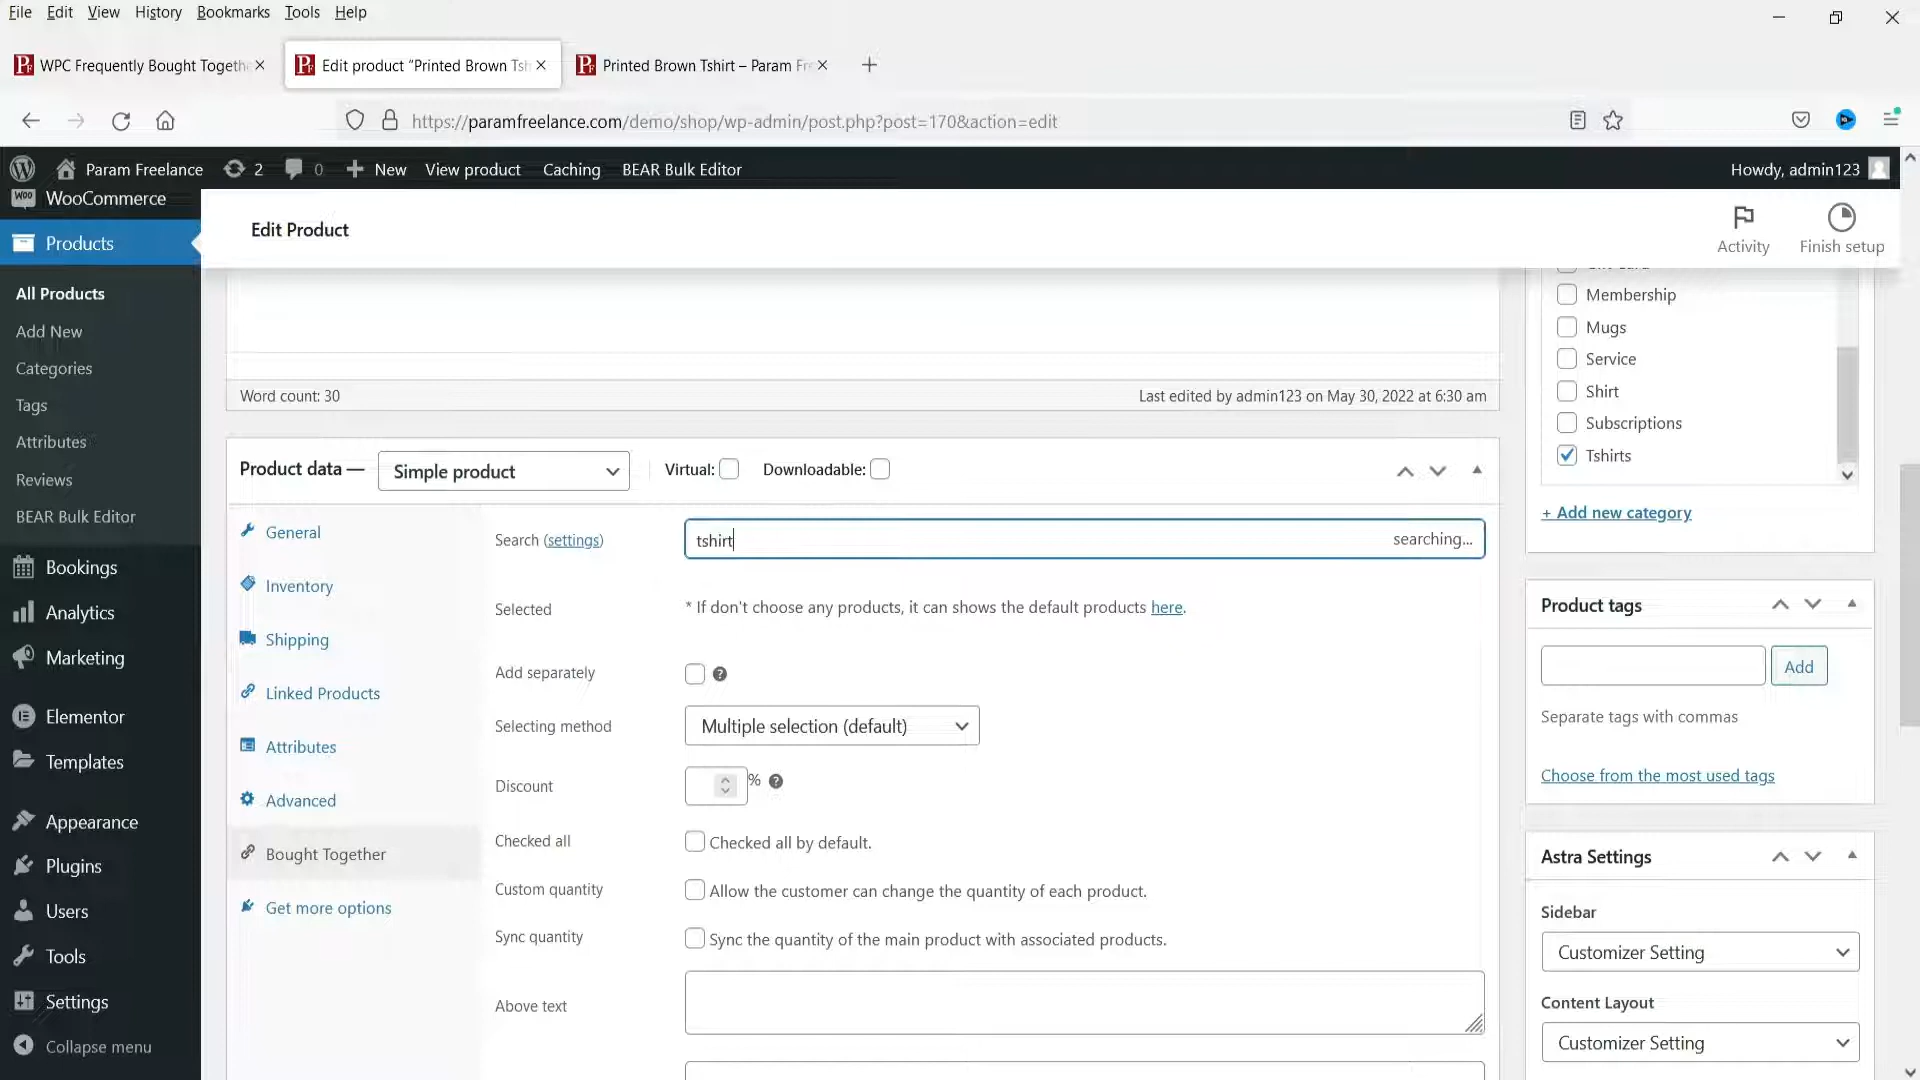 File Edit View History Bookmarks Tools Help
WPC Frequently Bought Togethe
Edit product “Printed Brown Tsh
Printed Brown Tshirt – Param Fre
https://paramfreelance.com/demo/shop/wp-admin/post.php?post=170&action=edit
Param Freelance 2 0 New View product Caching BEAR Bulk Editor Howdy, admin123
WooCommerce
Products
All Products
Add New
Categories
Tags
Attributes
Reviews
BEAR Bulk Editor
Bookings
Analytics
Marketing
Elementor
Templates
Appearance
Plugins
Users
Tools
Settings
Collapse menu
Edit Product
Activity
Finish setup
Word count: 30
Last edited by admin123 on May 30, 2022 at 6:30 am
Product data — Simple product Virtual: Downloadable:
General
Inventory
Shipping
Linked Products
Attributes
Advanced
Bought Together
Get more options
Search (settings) tshirt searching...
Selected * If don't choose any products, it can shows the default products here.
Add separately
Selecting method Multiple selection (default)
Discount %
Checked all Checked all by default.
Custom quantity Allow the customer can change the quantity of each product.
Sync quantity Sync the quantity of the main product with associated products.
Above text
Membership
Mugs
Service
Shirt
Subscriptions
Tshirts
+ Add new category
Product tags
Add
Separate tags with commas
Choose from the most used tags
Astra Settings
Sidebar
Customizer Setting
Content Layout
Customizer Setting